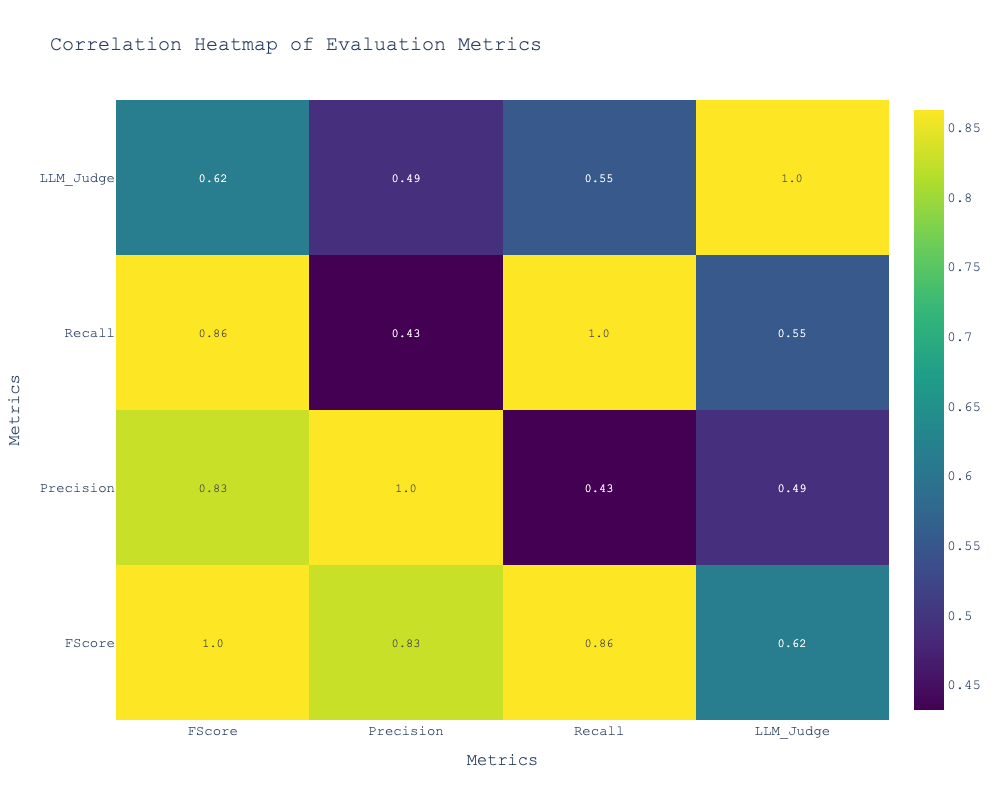 Correlation Heatmap of Evaluation Metrics
LLM_Judge 0.62 0.49 0.55 1.0
Recall 0.86 0.43 1.0 0.55
Precision 0.83 1.0 0.43 0.49
FScore 1.0 0.83 0.86 0.62
FScore Precision Recall LLM_Judge
Metrics
Metrics
0.85
0.8
0.75
0.7
0.65
0.6
0.55
0.5
0.45